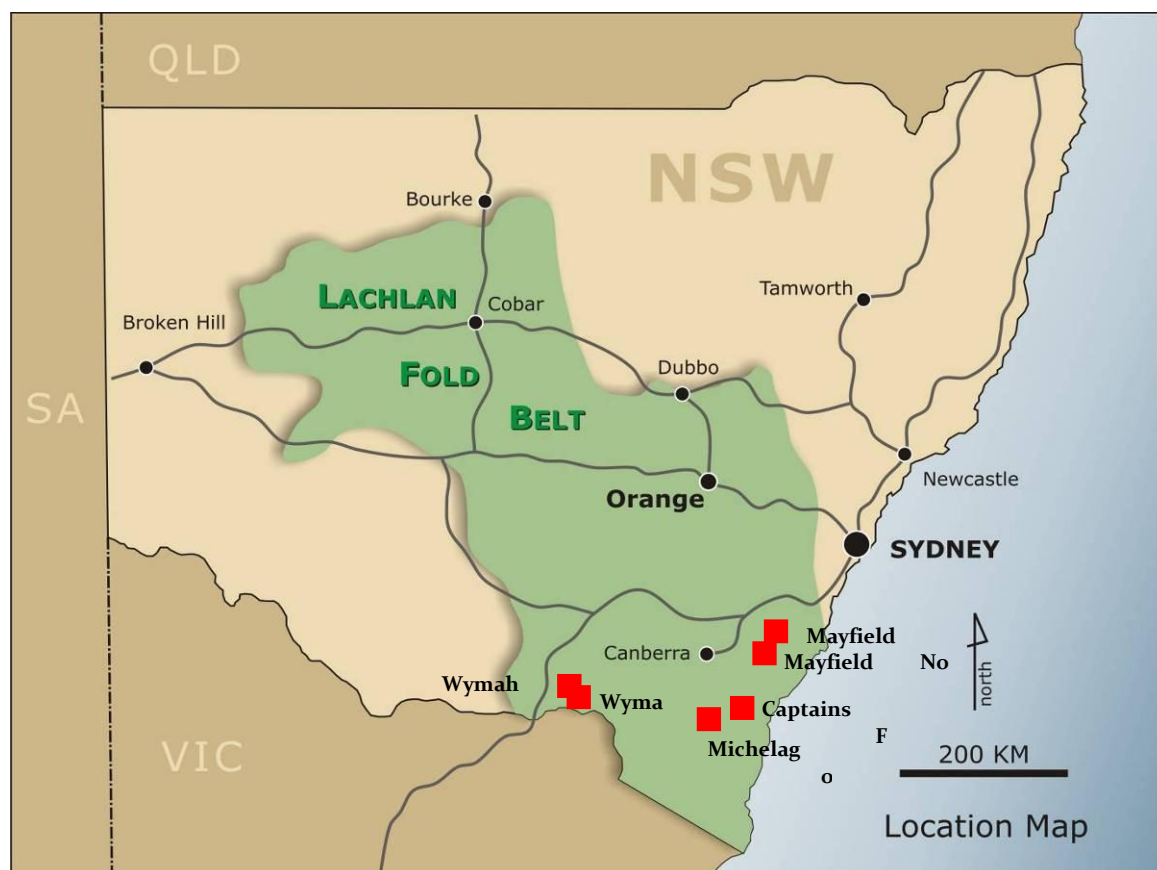 QLD
NSW
Bourke
LACHLAN
Tamworth
Cobar
Broken Hill
Dubbo
FOLD
SA
BELT
Newcastle
Orange
SYDNEY
Mayfield
Canberra
Mayfield No
north
Wymah
Wyma
Captains
F
VIC
Michelag
200 KM
o
Location Map